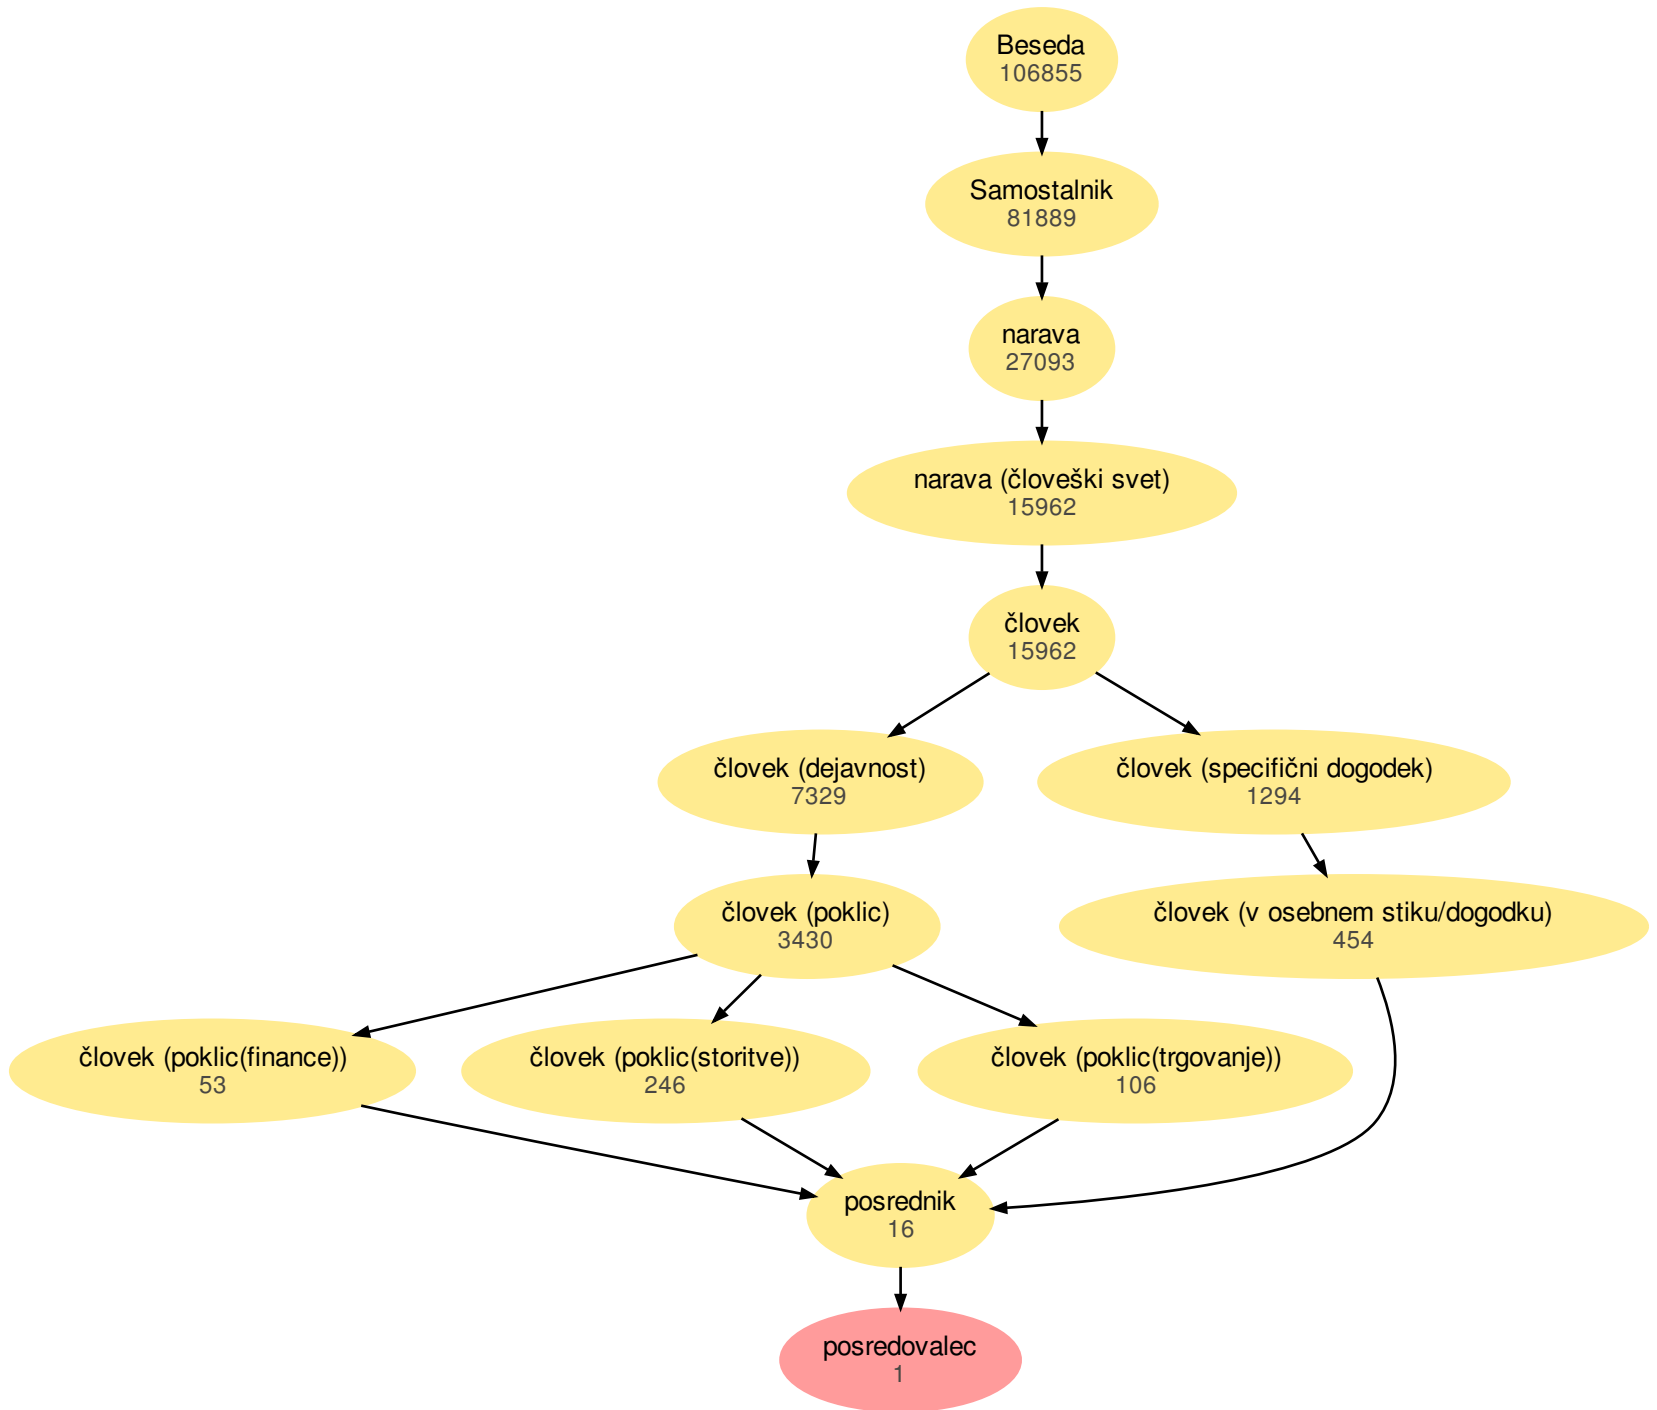 Beseda
106855
Samostalnik
81889
narava
27093
narava (človeški svet)
15962
človek
15962
človek (dejavnost)
7329
človek (specifični dogodek)
1294
človek (poklic)
3430
človek (v osebnem stiku/dogodku)
454
človek (poklic(finance))
53
človek (poklic(storitve))
246
človek (poklic(trgovanje))
106
posrednik
16
posredovalec
1